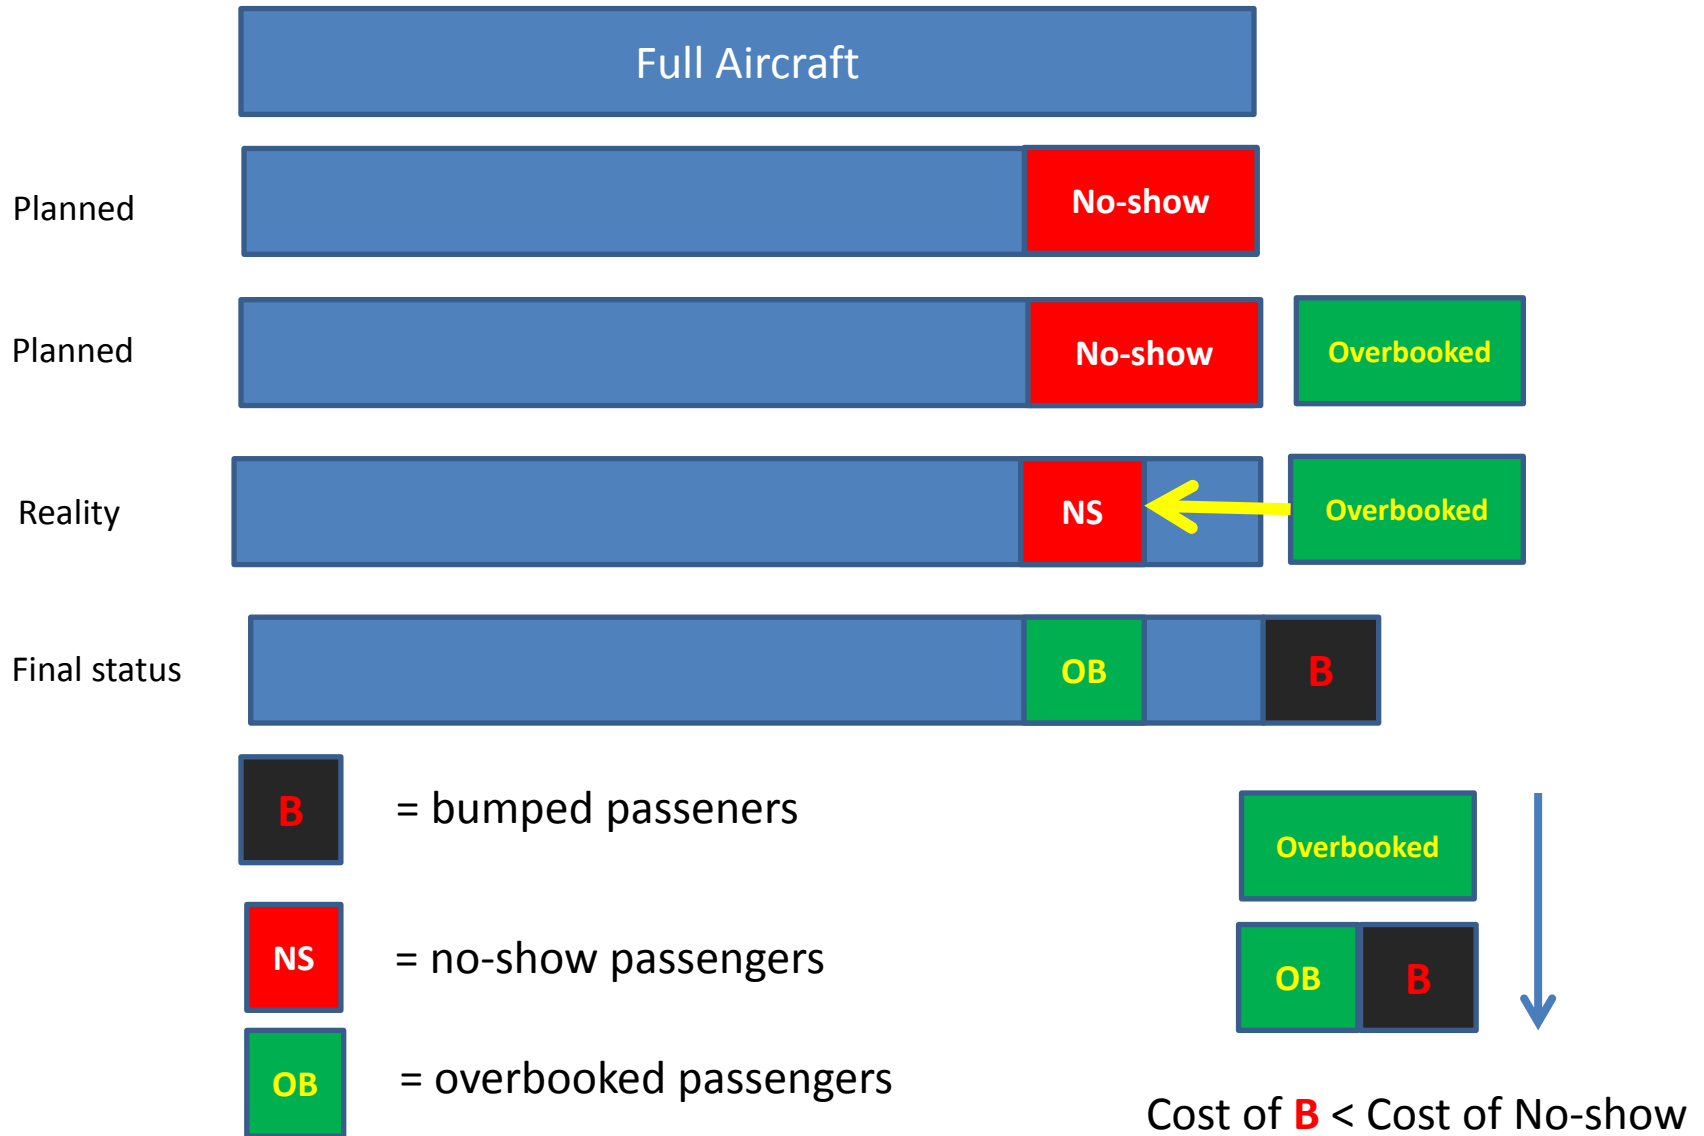 Full Aircraft
Planned
No-show
Planned
No-show
Overbooked
Reality
NS
Overbooked
Final status
OB
B
B
= bumped passeners
Overbooked
NS
= no-show passengers
OB
B
OB
= overbooked passengers
Cost of B < Cost of No-show